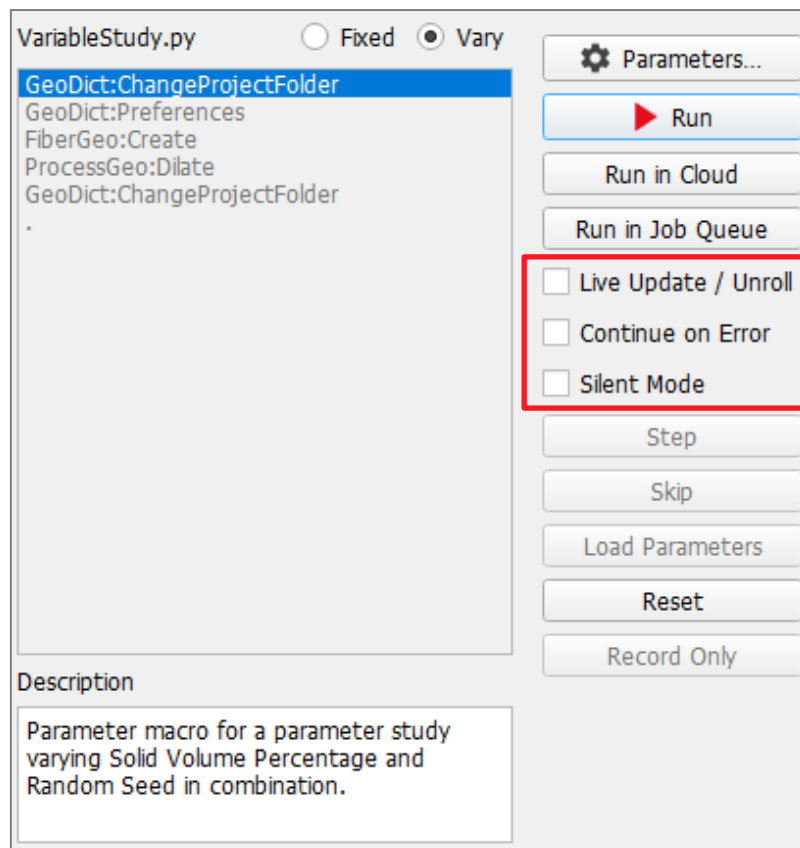 VariableStudy.py
Fixed
Vary
GeoDict:ChangeProjectFolder
GeoDict:Preferences
FiberGeo:Create
ProcessGeo:Dilate
GeoDict:ChangeProjectFolder
.
Description
Parameter macro for a parameter study
varying Solid Volume Percentage and
Random Seed in combination.
Parameters...
Run
Run in Cloud
Run in Job Queue
Live Update / Unroll
Continue on Error
Silent Mode
Step
Skip
Load Parameters
Reset
Record Only